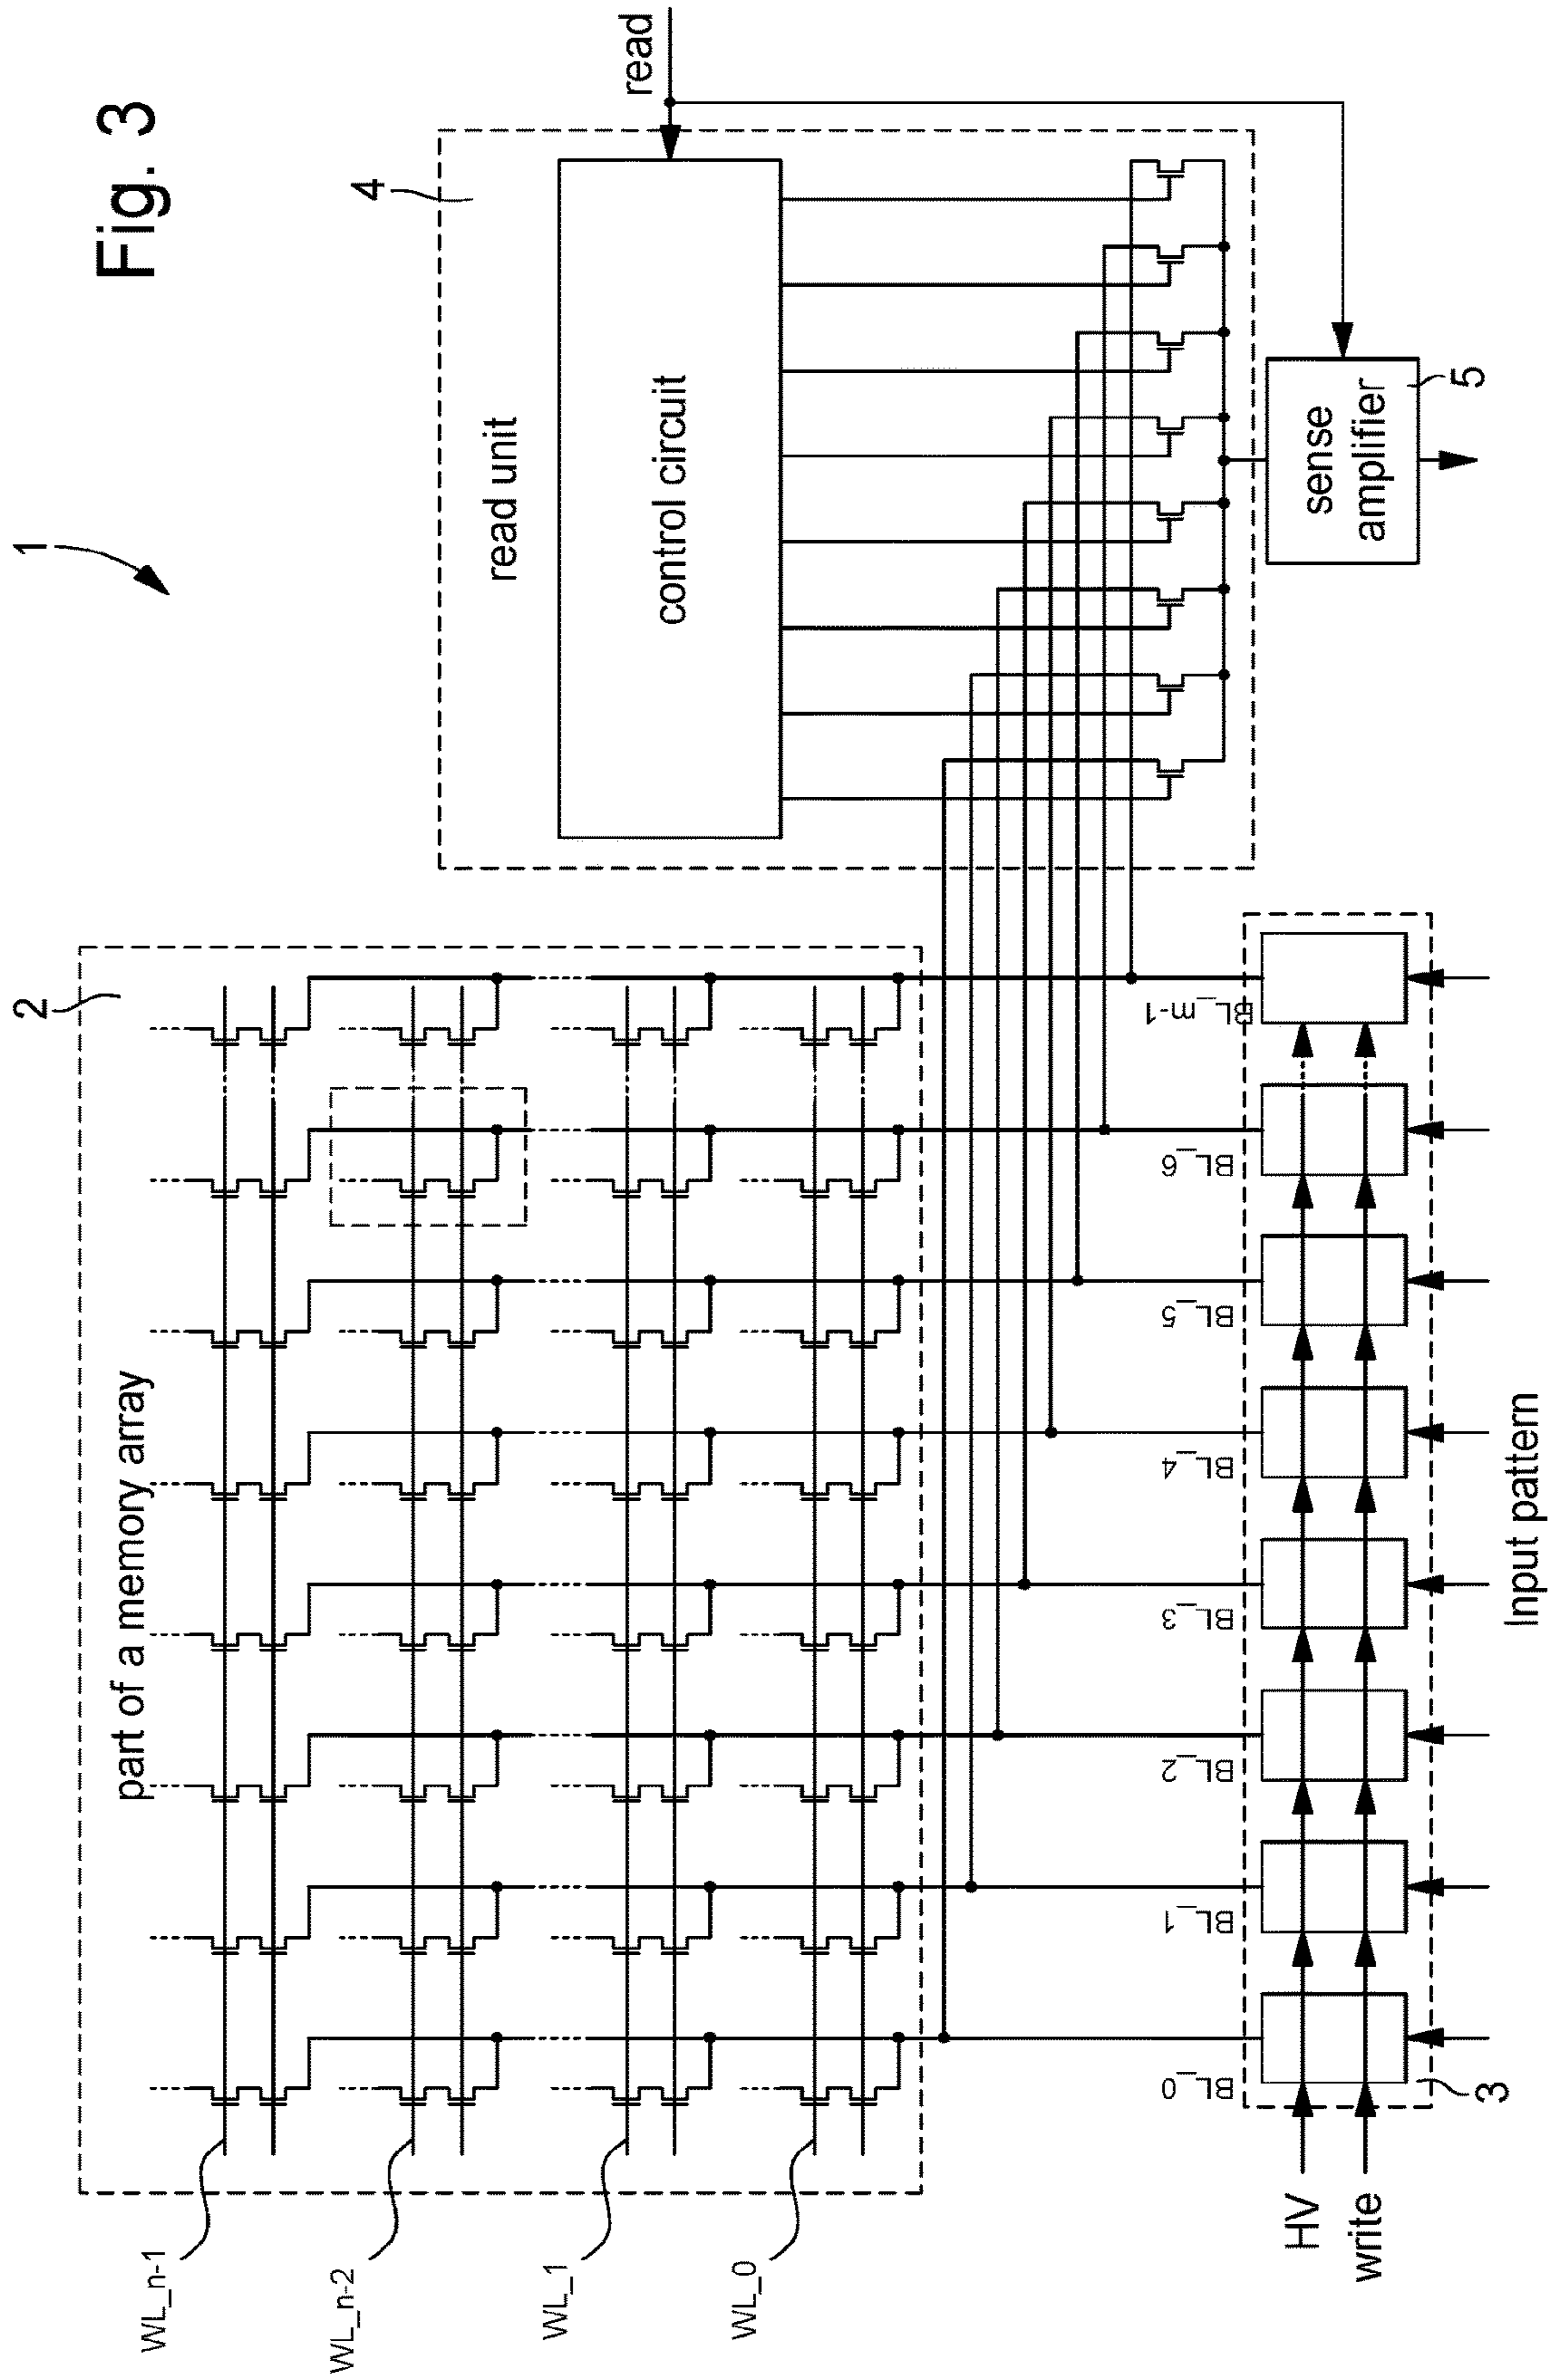 Fig. 3
1
2
part of a memory array
WL_n-1
WL_n-2
WL_1
WL_0
4
read unit
control circuit
read
sense
amplifier
5
BL_0
BL_1
BL_2
BL_3
BL_4
BL_5
BL_6
BL_m-1
HV
write
3
Input pattern